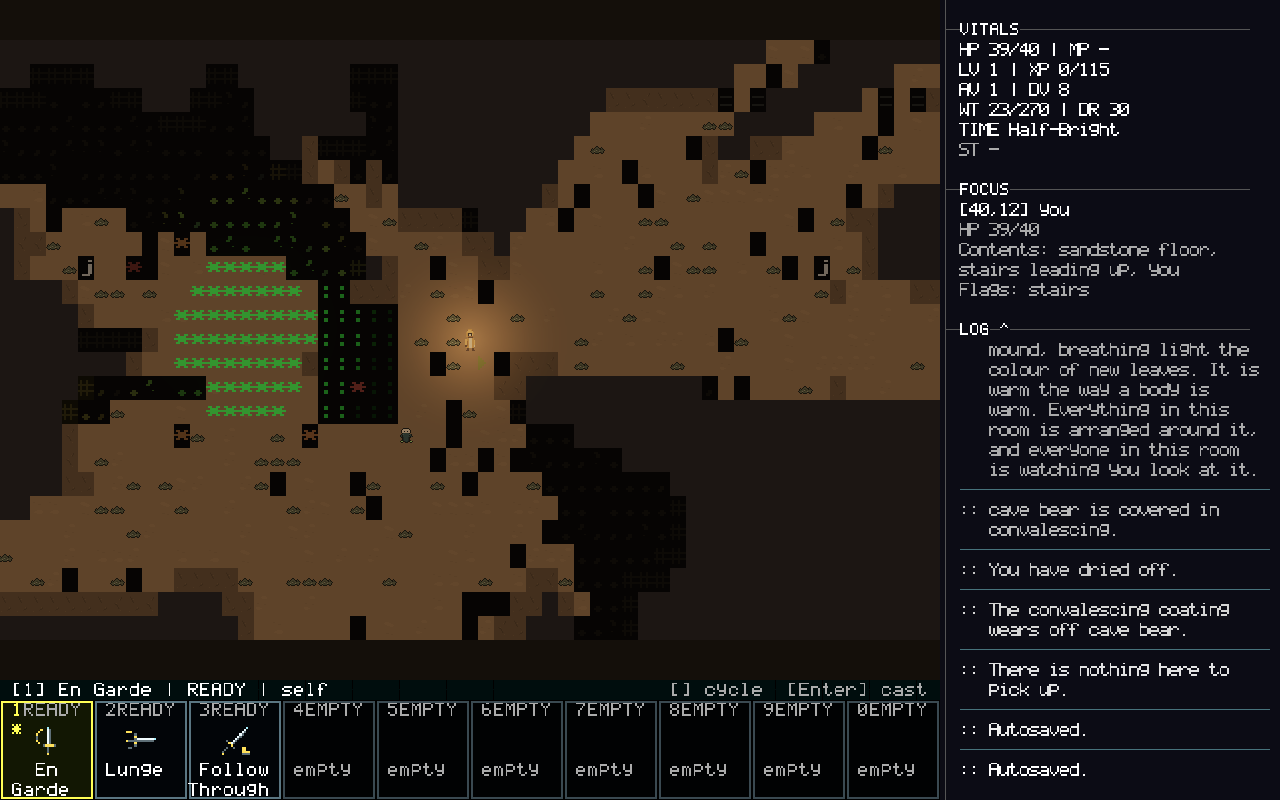 VITALS
HP 39/40 | MP -
LV 1 | XP 0/115
AV 1 | DV 8
WT 23/270 | DR 30
TIME Half-Bright
ST -
FOCUS
[40,12] You
HP 39/40
Contents: sandstone floor,
stairs leading up, You
Flags: stairs
LOG ^
mound, breathing light the
colour of new leaves. It is
warm the way a body is
warm. Everything in this
room is arranged around it,
and everyone in this room
is watching you look at it.
:: cave bear is covered in
convalescing.
:: You have dried off.
:: The convalescing coating
wears off cave bear.
:: There is nothing here to
Pick up.
:: Autosaved.
:: Autosaved.
j
j
[1] En Garde | READY | self
[] cycle [Enter] cast
1READY 2READY 3READY 4EMPTY 5EMPTY 6EMPTY 7EMPTY 8EMPTY 9EMPTY 0EMPTY
*
En Garde
Lunge
Follow Through
empty empty empty empty empty empty empty